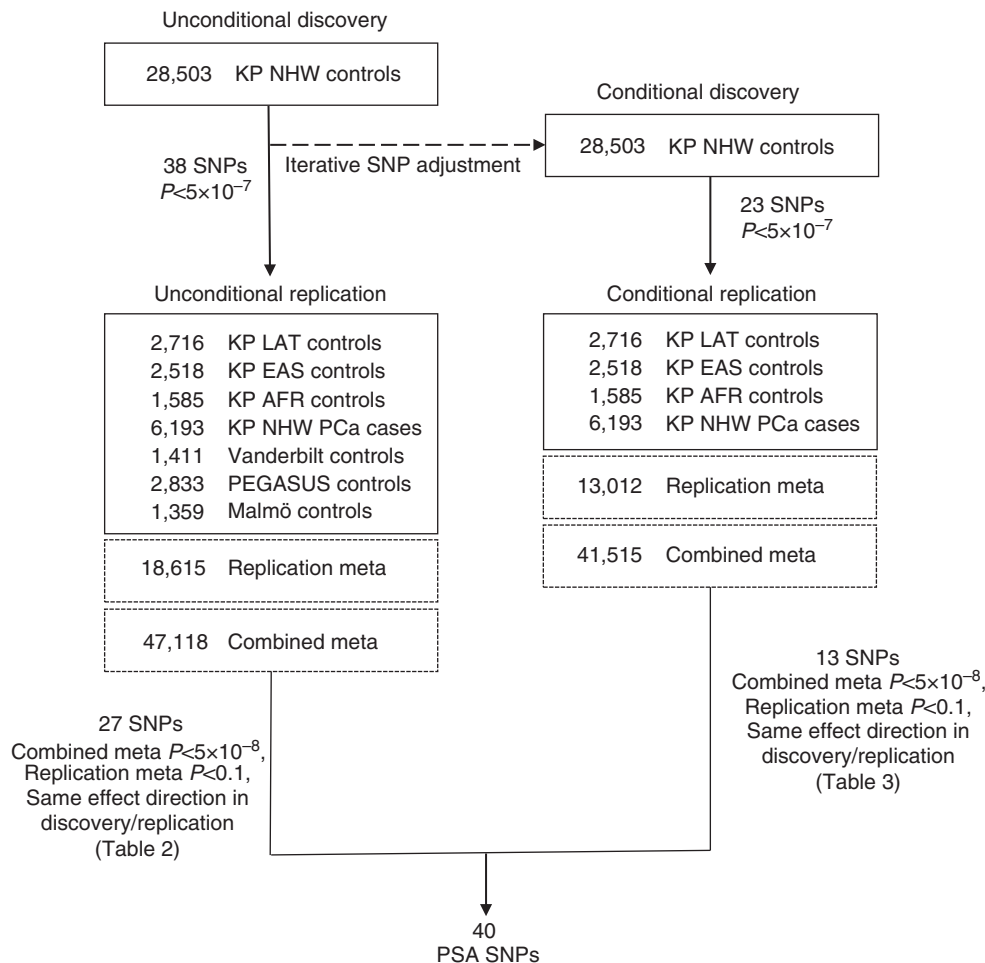 Unconditional discovery
28,503 KP NHW controls
Conditional discovery
28,503 KP NHW controls
Iterative SNP adjustment
38 SNPs
P<5×10⁻⁷
23 SNPs
P<5×10⁻⁷
Unconditional replication
2,716 KP LAT controls
2,518 KP EAS controls
1,585 KP AFR controls
6,193 KP NHW PCa cases
1,411 Vanderbilt controls
2,833 PEGASUS controls
1,359 Malmö controls
18,615 Replication meta
47,118 Combined meta
Conditional replication
2,716 KP LAT controls
2,518 KP EAS controls
1,585 KP AFR controls
6,193 KP NHW PCa cases
13,012 Replication meta
41,515 Combined meta
27 SNPs
Combined meta P<5×10⁻⁸,
Replication meta P<0.1,
Same effect direction in
discovery/replication
(Table 2)
13 SNPs
Combined meta P<5×10⁻⁸,
Replication meta P<0.1,
Same effect direction in
discovery/replication
(Table 3)
40
PSA SNPs